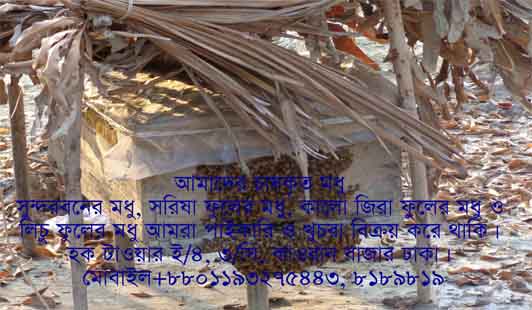 আমাদের চাষকৃত মধু
সুন্দরবনের মধু, সরিষা ফুলের মধু, কালো জিরা ফুলের মধু ও
লিচু ফুলের মধু আমরা পাইকারি ও খুচরা বিক্রয় করে থাকি।
হক টাওয়ার ই/৪, ৩/সি, কাওরান বাজার ঢাকা।
মোবাইল+৮৮০১১৯৩২৭৫৪৪৩, ৮১৮৯৮১৯